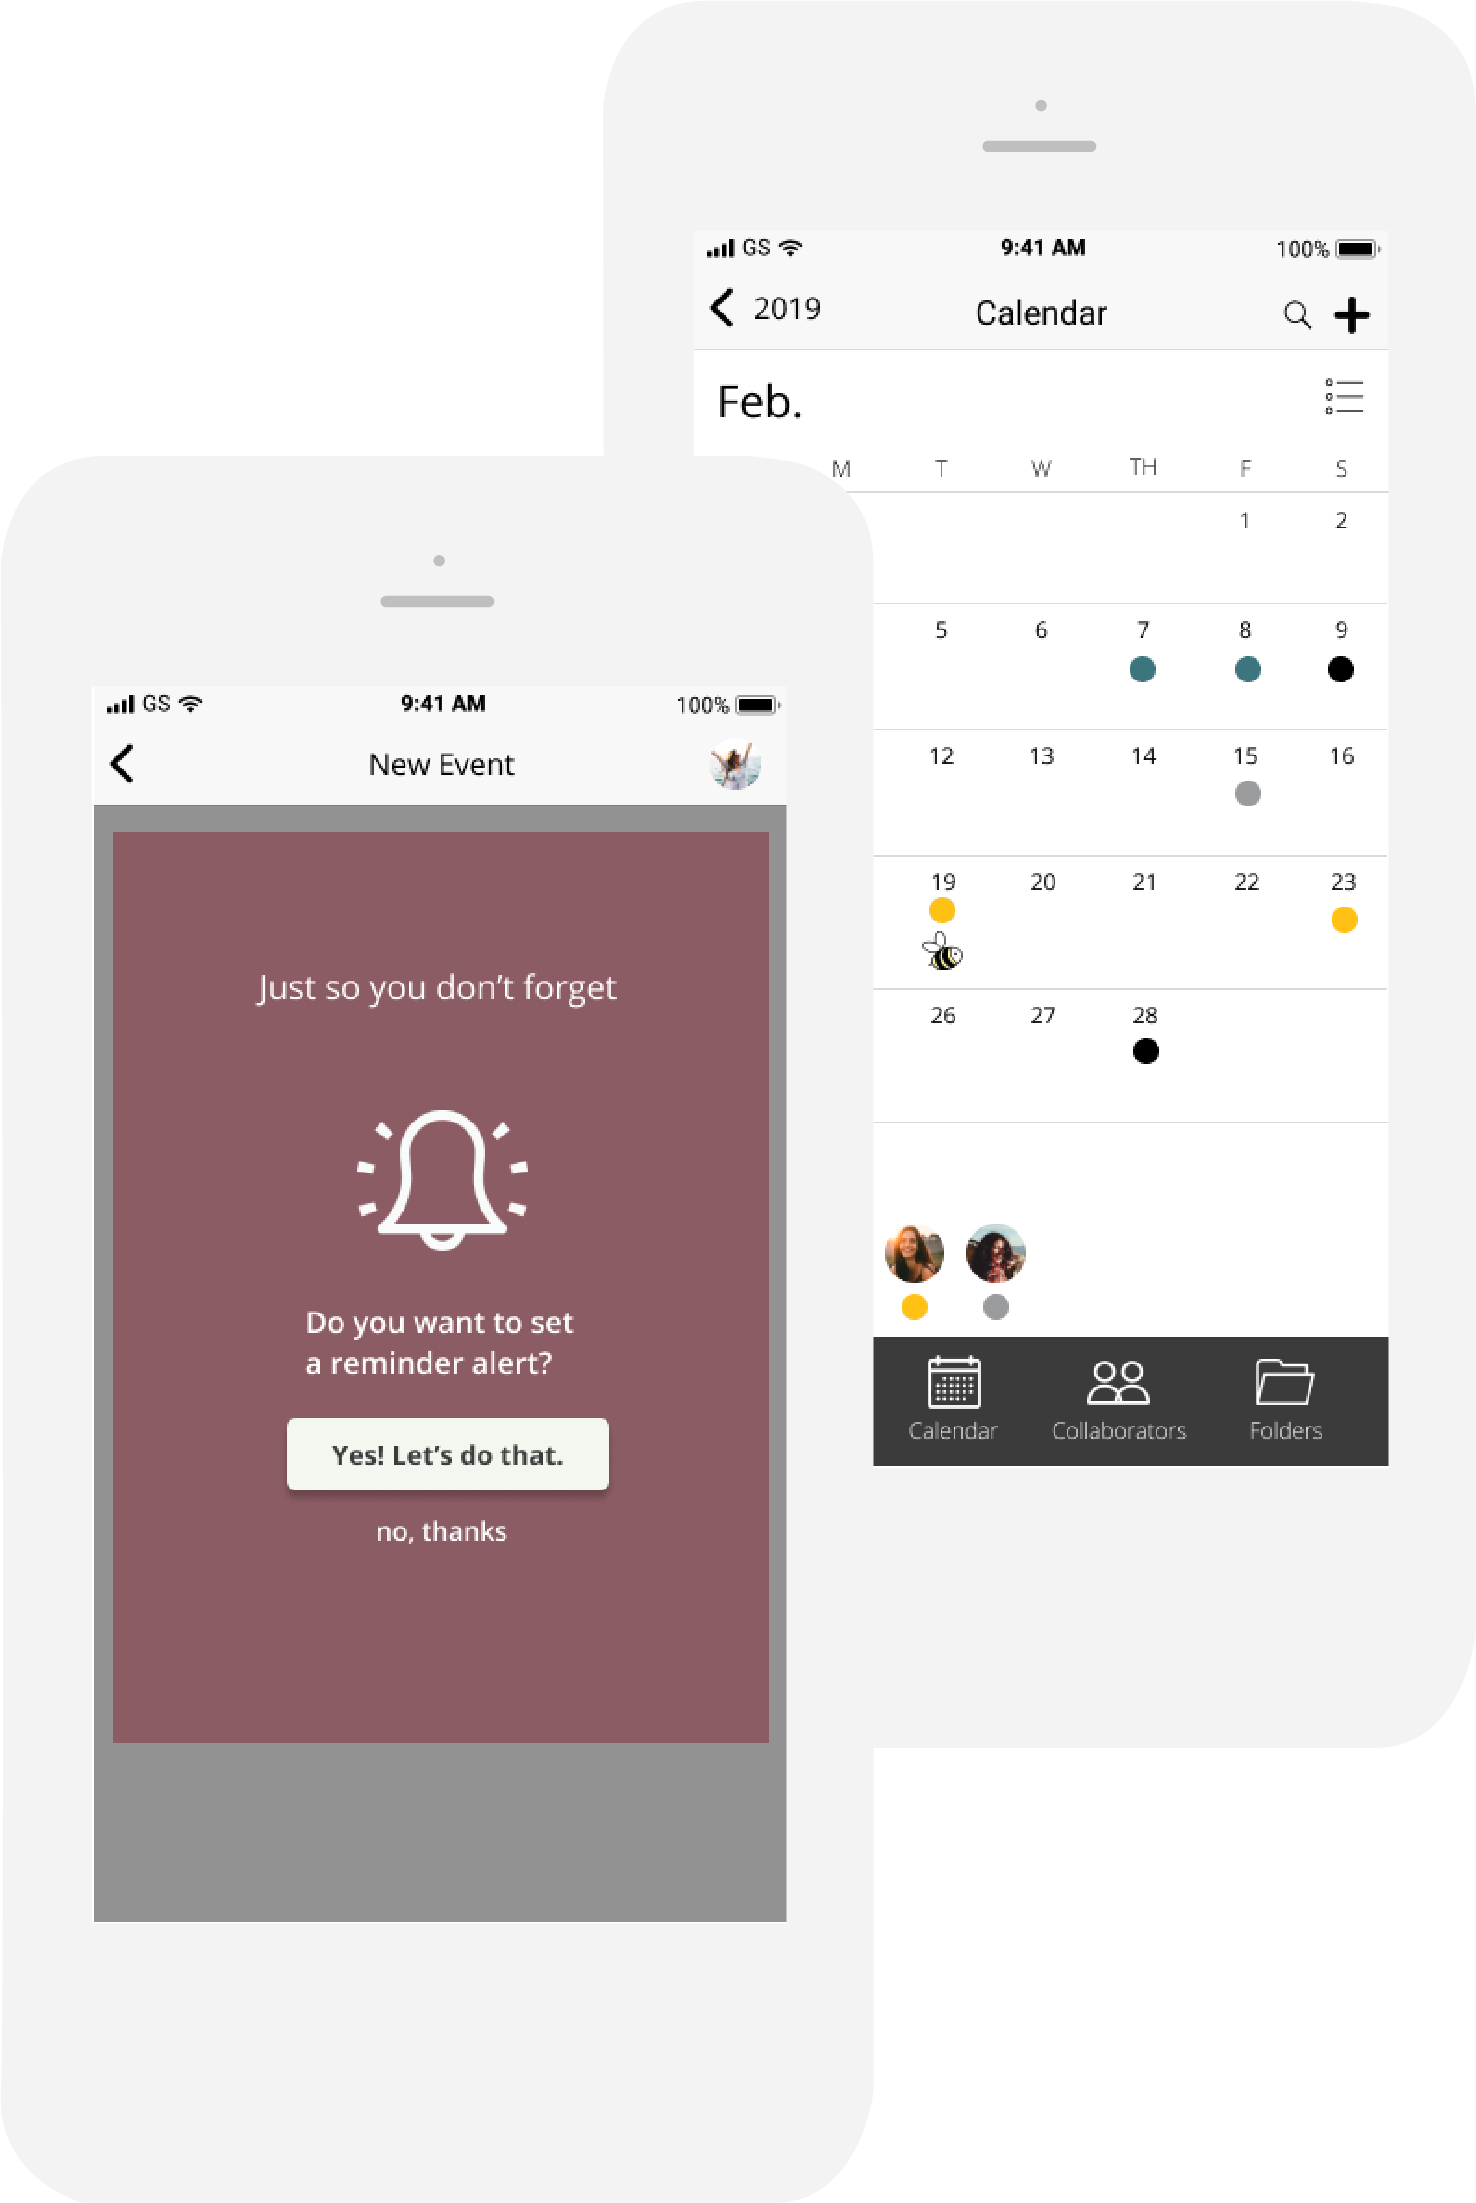 GS 9:41 AM 100%
2019 Calendar
Feb.
M T W TH F S
1 2
5 6 7 8 9
12 13 14 15 16
19 20 21 22 23
26 27 28
Calendar Collaborators Folders
GS 9:41 AM 100%
New Event
Just so you don't forget
Do you want to set
a reminder alert?
Yes! Let's do that.
no, thanks